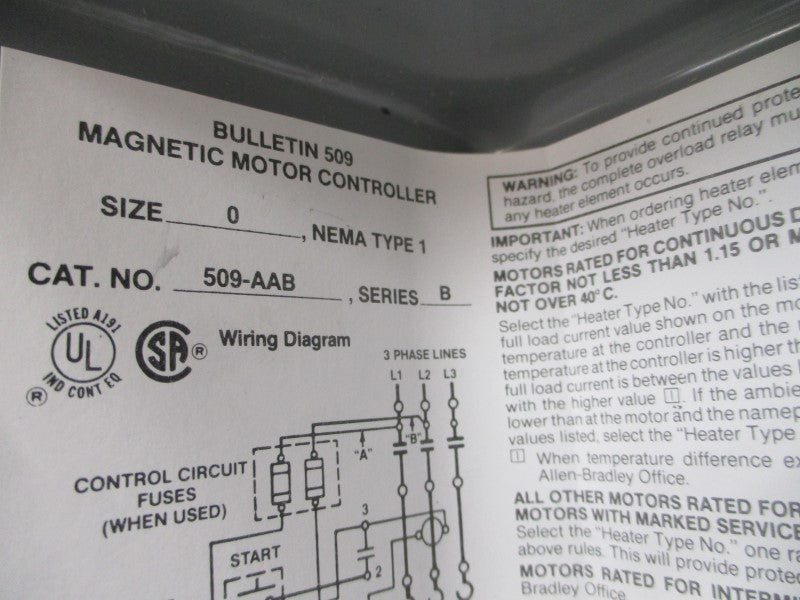 BULLETIN 509
MAGNETIC MOTOR CONTROLLER
SIZE 0 , NEMA TYPE 1
CAT. NO. 509-AAB , SERIES B
LISTED A191
UL
IND CONT EQ
®
SA ®
Wiring Diagram
3 PHASE LINES
L1 L2 L3
"A" "B"
CONTROL CIRCUIT
FUSES
(WHEN USED)
3
START
2
WARNING: To provide continued prote
hazard, the complete overload relay mu
any heater element occurs.
IMPORTANT: When ordering heater elem
specify the desired "Heater Type No.".
MOTORS RATED FOR CONTINUOUS D
FACTOR NOT LESS THAN 1.15 OR M
NOT OVER 40°C.
Select the "Heater Type No." with the list
full load current value shown on the mo
temperature at the controller and the
temperature at the controller is higher th
full load current is between the values l
with the higher value 1. If the ambie
lower than at the motor and the namep
values listed, select the "Heater Type
1 When temperature difference ex
Allen-Bradley Office.
ALL OTHER MOTORS RATED FOR
MOTORS WITH MARKED SERVICE
Select the "Heater Type No." one ra
above rules. This will provide protec
MOTORS RATED FOR INTERMI
Bradley Office